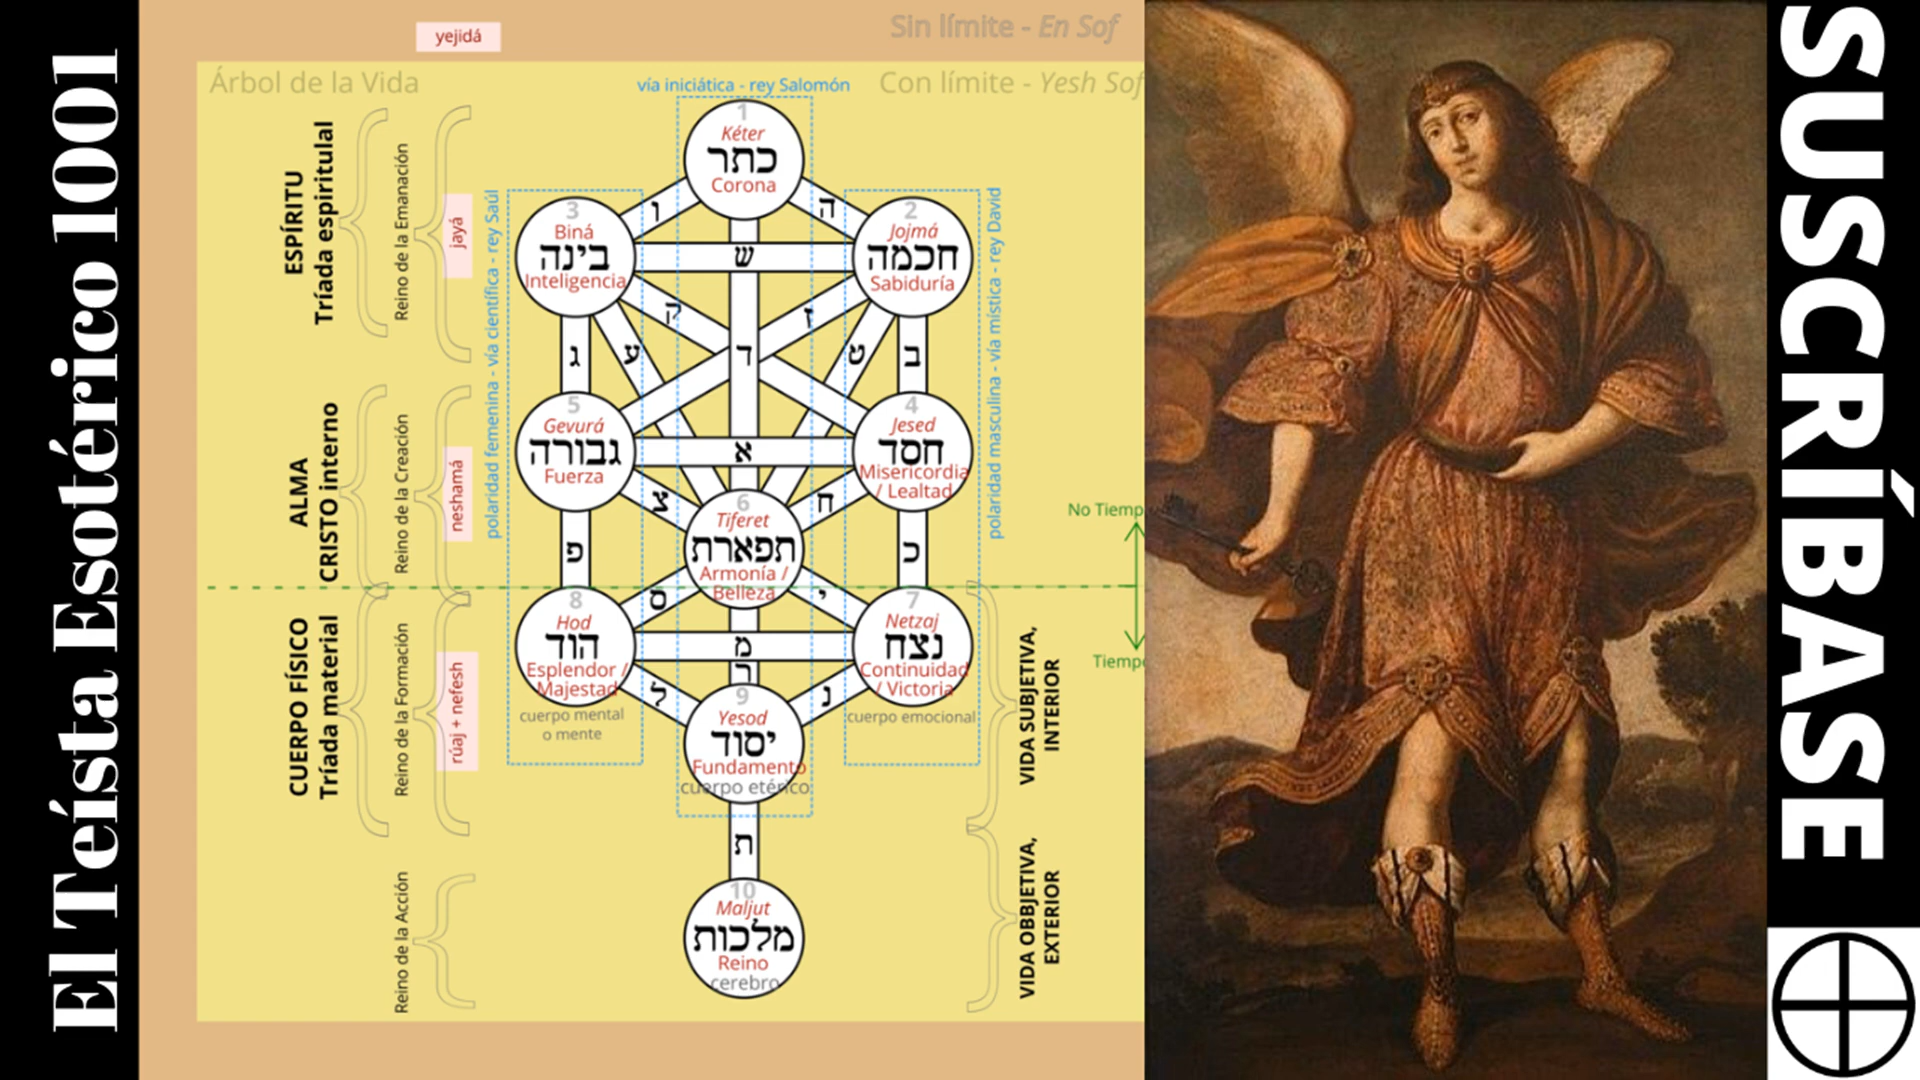 El Teísta Esotérico 1001
yejidá
Sin límite - En Sof
Árbol de la Vida
vía iniciática - rey Salomón
Con límite - Yesh Sof
ESPÍRITU
Tríada espiritulal
Reino de la Emanación
jayá
ALMA
CRISTO interno
Reino de la Creación
neshamá
CUERPO FÍSICO
Tríada material
Reino de la Formación
rúaj + nefesh
Reino de la Acción
polaridad femenina - vía científica - rey Saúl
polaridad masculina - vía mística - rey David
1
Kéter
כתר
Corona
ו
ה
3
Biná
בינה
Inteligencia
ש
2
Jojmá
חכמה
Sabiduría
ק
ז
ג
ע
ד
ט
ב
5
Gevurá
גבורה
Fuerza
א
4
Jesed
חסד
Misericordia
/ Lealtad
צ
ח
6
Tiferet
תפארת
Armonía /
Belleza
פ
כ
No Tiemp
Tiempo
ס
י
8
Hod
הוד
Esplendor /
Majestad
cuerpo mental
o mente
מ
ר
7
Netzaj
נצח
Continuidad
/ Victoria
cuerpo emocional
ל
נ
9
Yesod
יסוד
Fundamento
cuerpo etérico
ת
10
Maljut
מלכות
Reino
cerebro
VIDA SUBJETIVA,
INTERIOR
VIDA OBBJETIVA,
EXTERIOR
SUSCRÍBASE